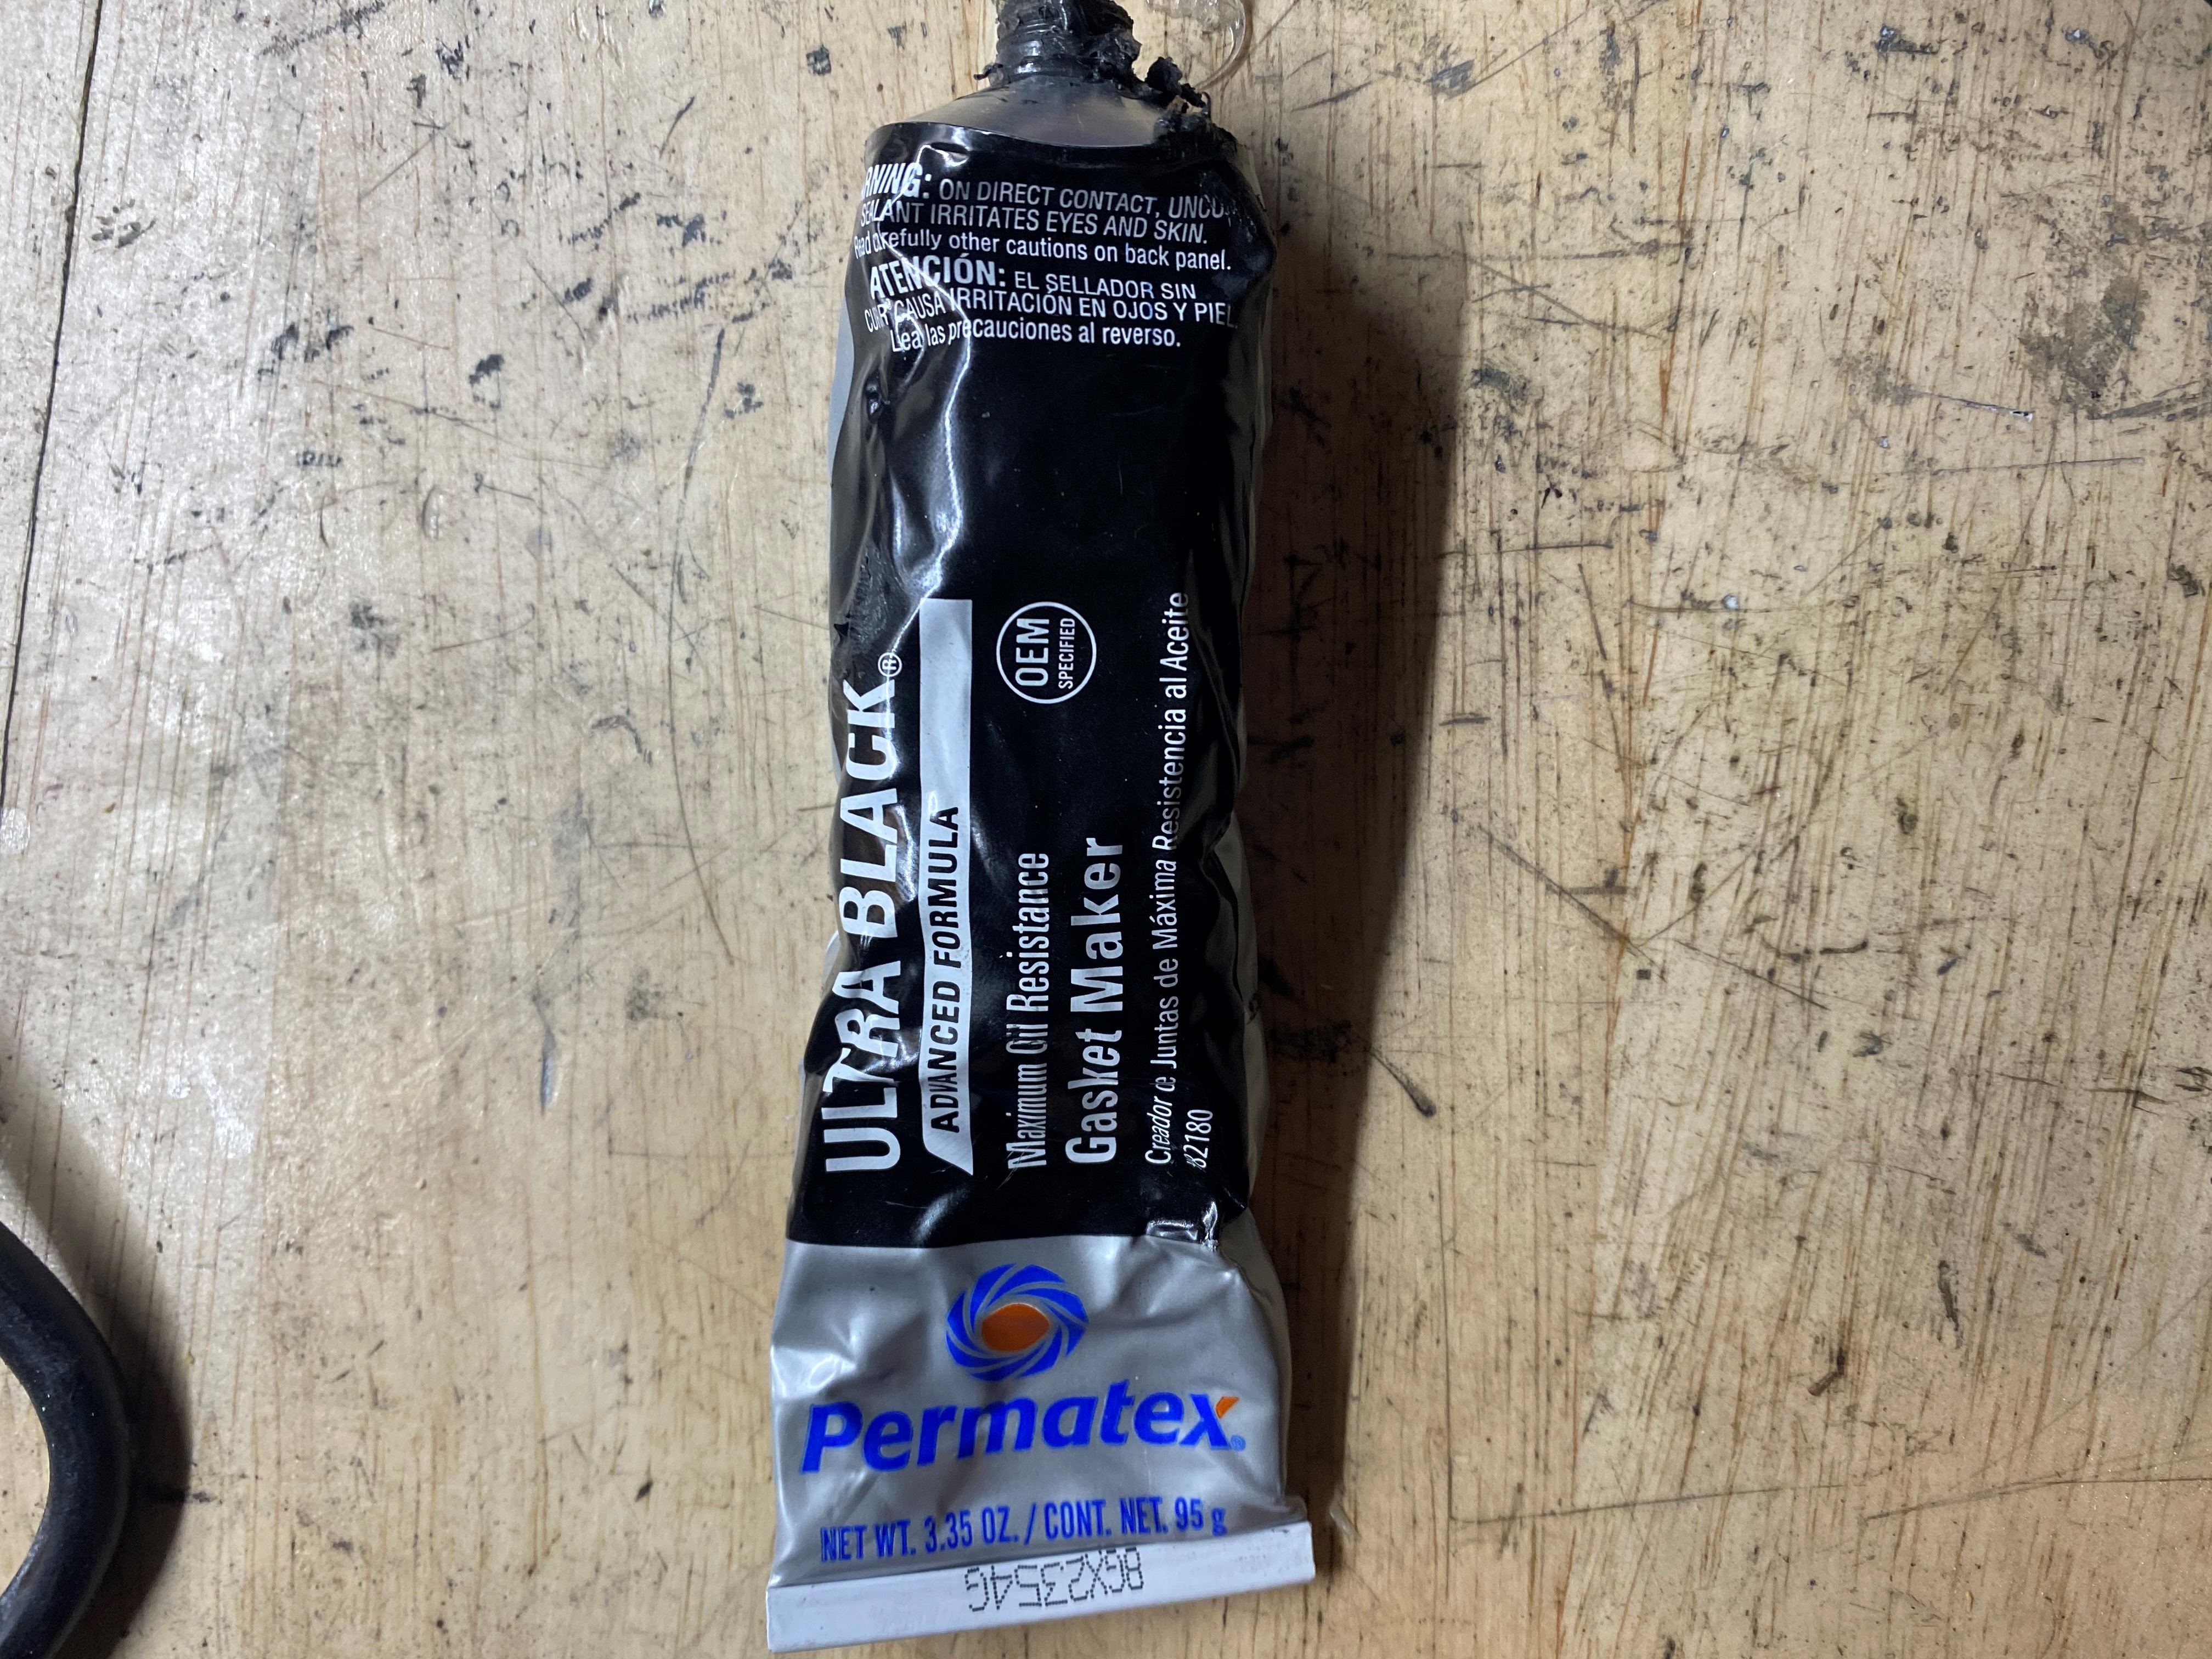 RNING: ON DIRECT CONTACT, UNCU
SEALANT IRRITATES EYES AND SKIN.
Read carefully other cautions on back panel.
ATENCIÓN: EL SELLADOR SIN
CURAR CAUSA IRRITACIÓN EN OJOS Y PIEL.
Lea las precauciones al reverso.
ULTRA BLACK®
ADVANCED FORMULA
OEM
SPECIFIED
Maximum Oil Resistance
Gasket Maker
Creador de Juntas de Máxima Resistencia al Aceite
82180
Permatex®
NET WT. 3.35 OZ. / CONT. NET. 95 g